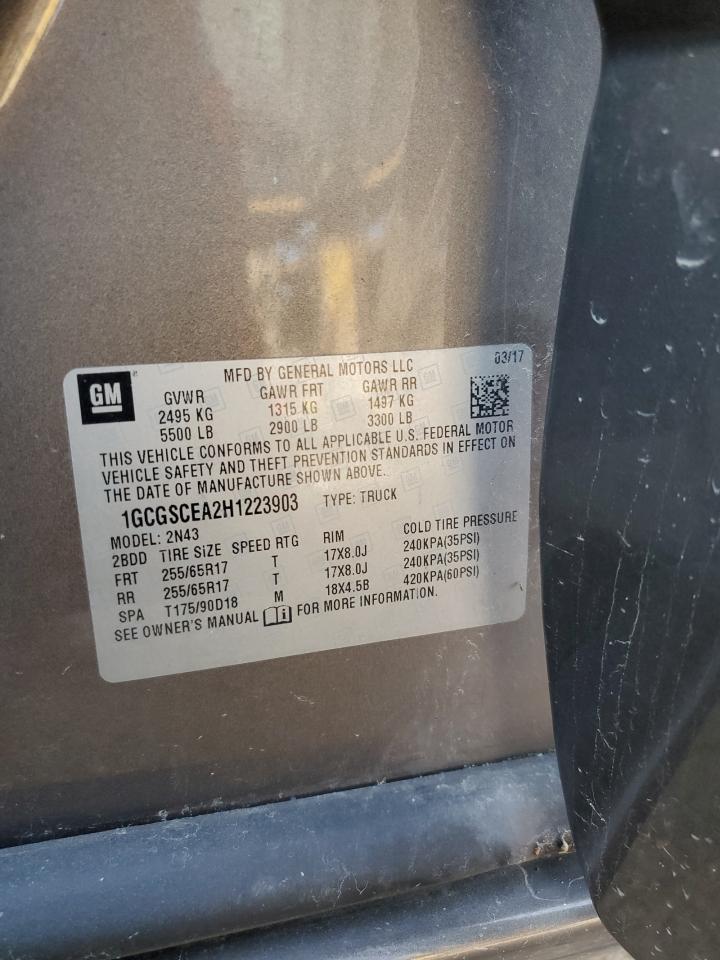 MFD BY GENERAL MOTORS LLC 03/17
GM GVWR GAWR FRT GAWR RR
2495 KG 1315 KG 1497 KG
5500 LB 2900 LB 3300 LB
THIS VEHICLE CONFORMS TO ALL APPLICABLE U.S. FEDERAL MOTOR
VEHICLE SAFETY AND THEFT PREVENTION STANDARDS IN EFFECT ON
THE DATE OF MANUFACTURE SHOWN ABOVE.
1GCGSCEA2H1223903 TYPE: TRUCK
MODEL: 2N43
2BDD TIRE SIZE SPEED RTG RIM COLD TIRE PRESSURE
FRT 255/65R17 T 17X8.0J 240KPA(35PSI)
RR 255/65R17 T 17X8.0J 240KPA(35PSI)
SPA T175/90D18 M 18X4.5B 420KPA(60PSI)
SEE OWNER'S MANUAL FOR MORE INFORMATION.